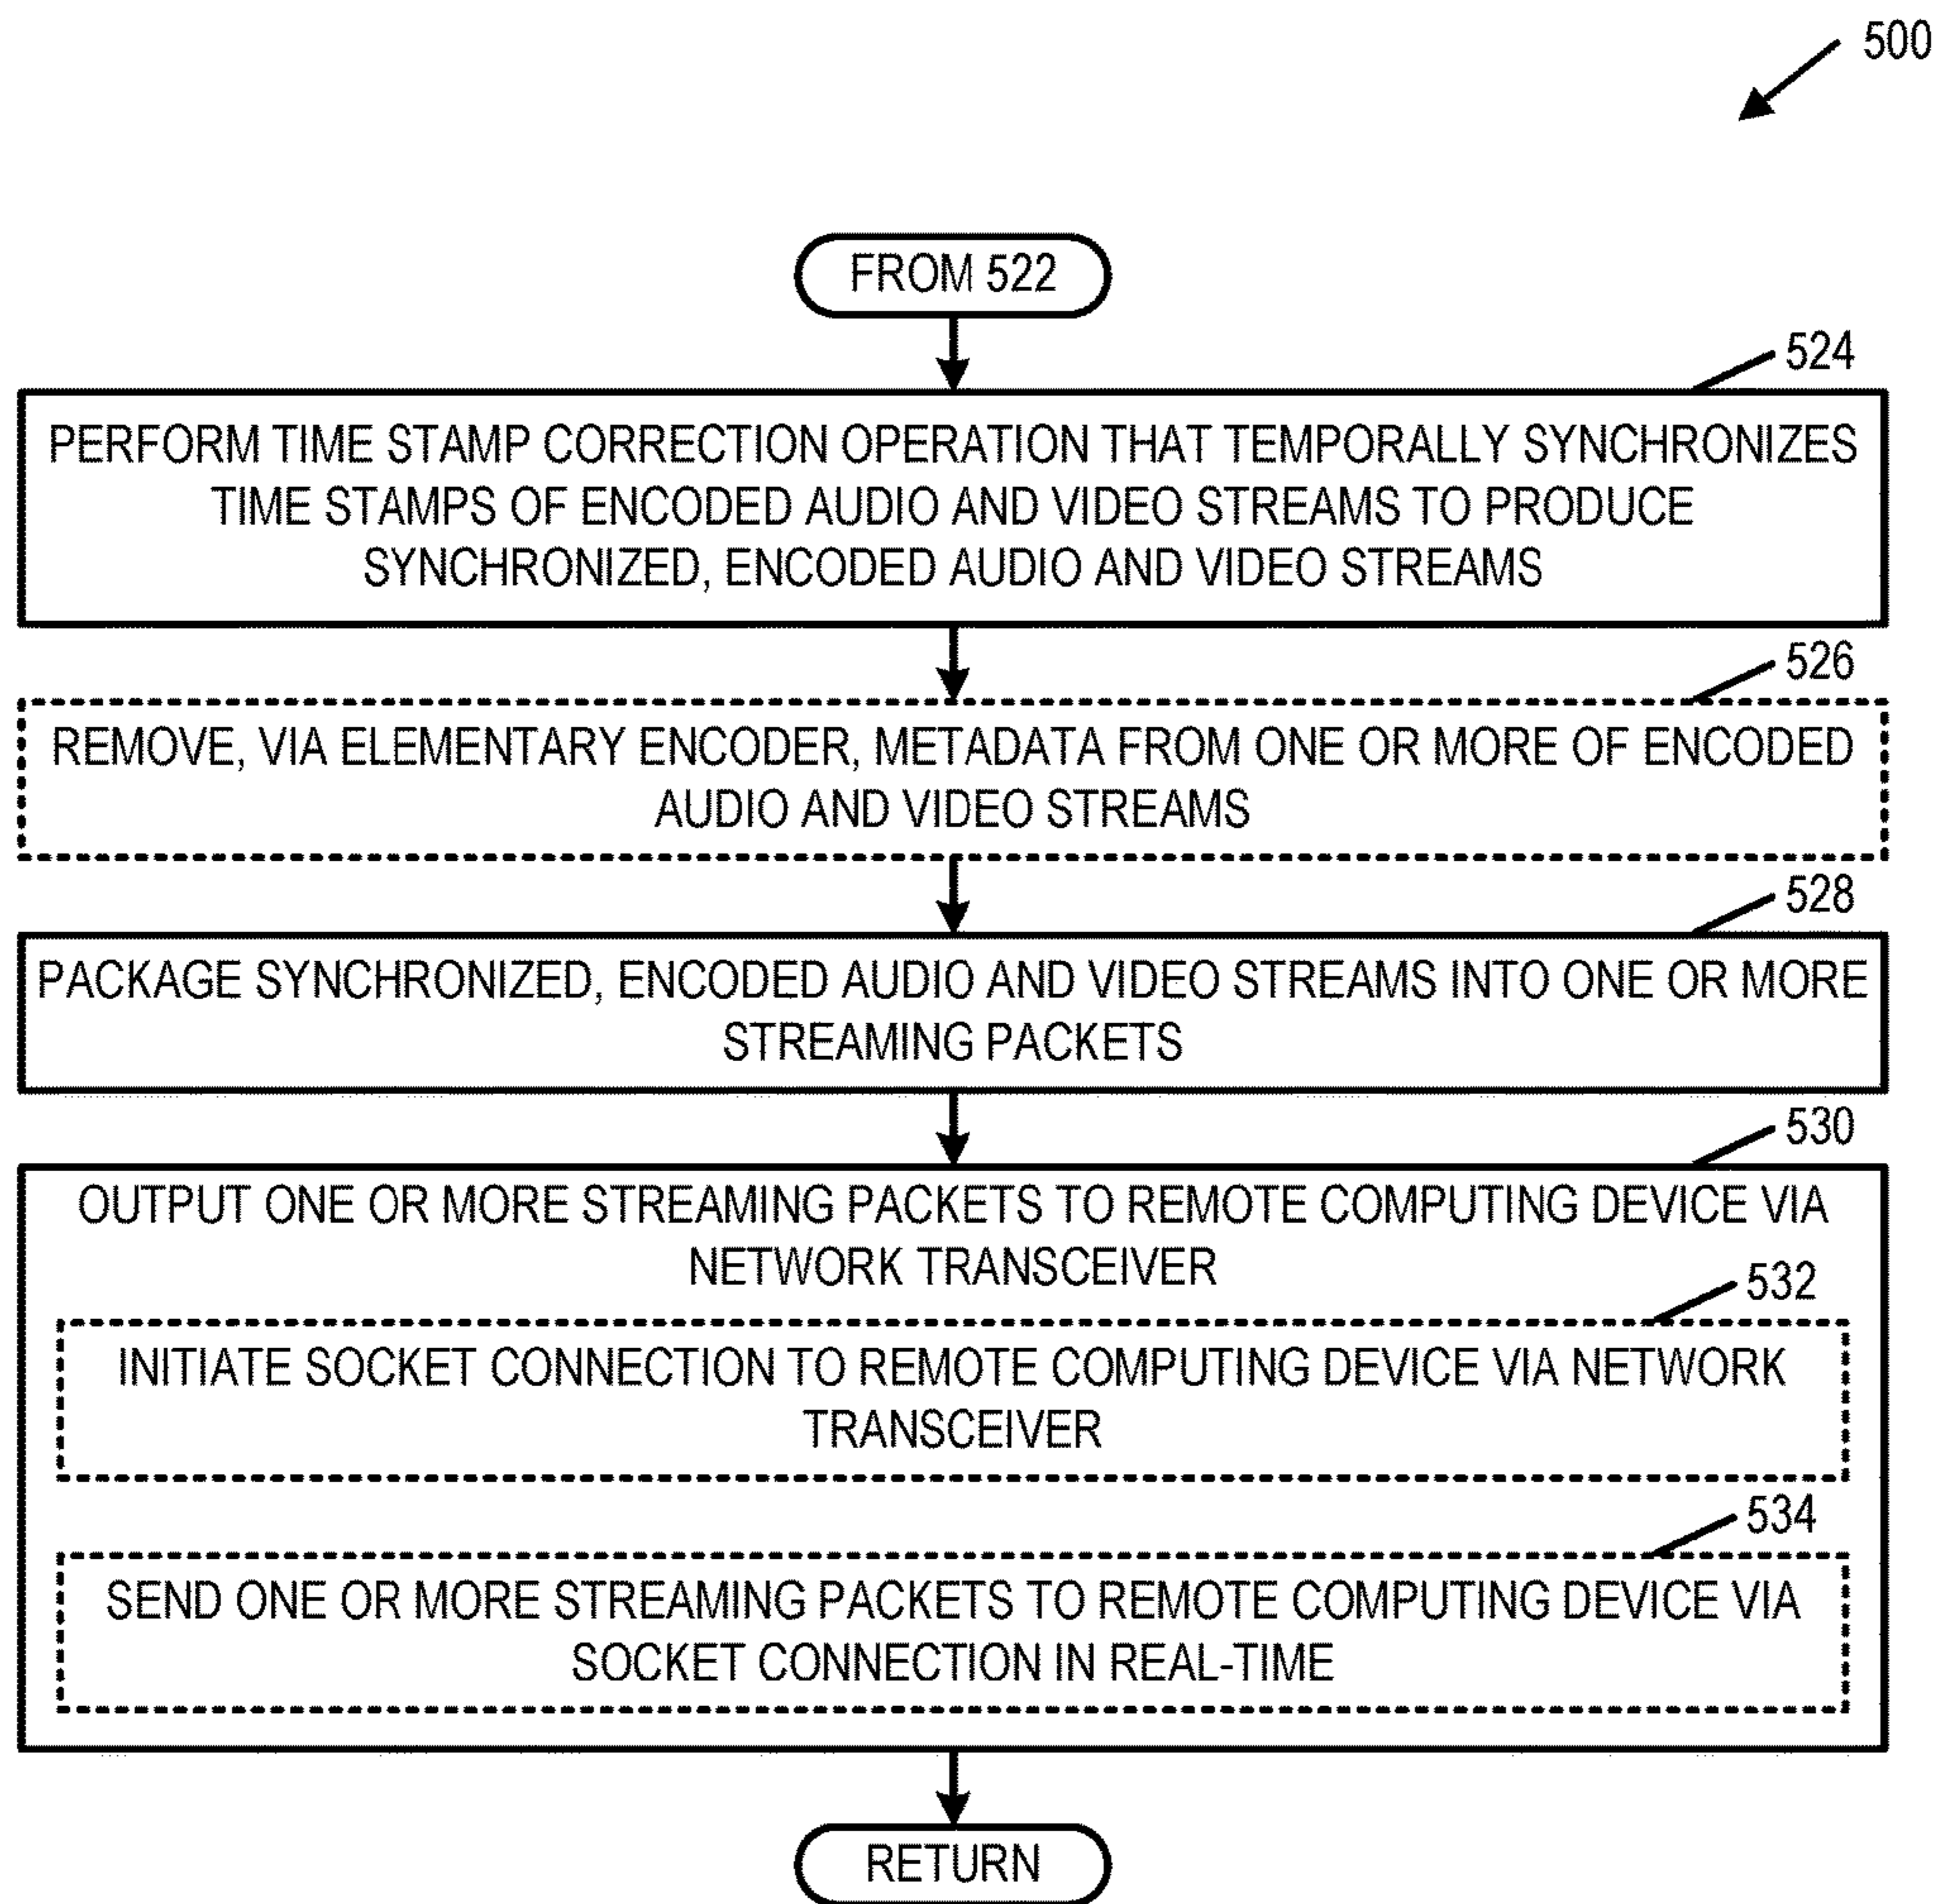 500
FROM 522
524
PERFORM TIME STAMP CORRECTION OPERATION THAT TEMPORALLY SYNCHRONIZES
TIME STAMPS OF ENCODED AUDIO AND VIDEO STREAMS TO PRODUCE
SYNCHRONIZED, ENCODED AUDIO AND VIDEO STREAMS
526
REMOVE, VIA ELEMENTARY ENCODER, METADATA FROM ONE OR MORE OF ENCODED
AUDIO AND VIDEO STREAMS
528
PACKAGE SYNCHRONIZED, ENCODED AUDIO AND VIDEO STREAMS INTO ONE OR MORE
STREAMING PACKETS
530
OUTPUT ONE OR MORE STREAMING PACKETS TO REMOTE COMPUTING DEVICE VIA
NETWORK TRANSCEIVER
532
INITIATE SOCKET CONNECTION TO REMOTE COMPUTING DEVICE VIA NETWORK
TRANSCEIVER
534
SEND ONE OR MORE STREAMING PACKETS TO REMOTE COMPUTING DEVICE VIA
SOCKET CONNECTION IN REAL-TIME
RETURN